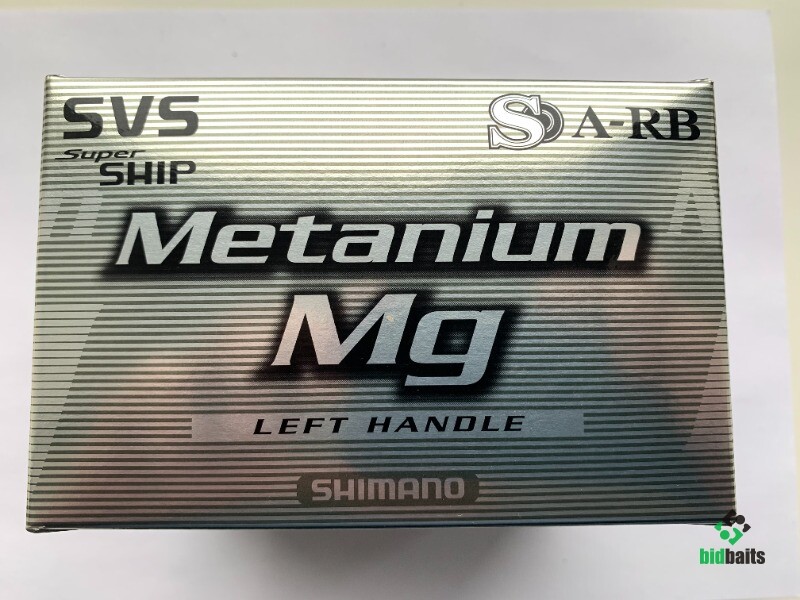 SVS
Super
SHIP
S A-RB
Metanium
Mg
LEFT HANDLE
SHIMANO
bidbaits